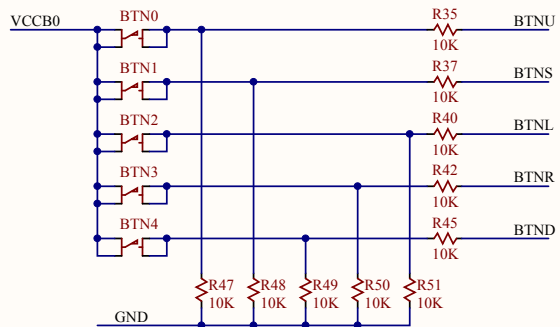 VCCB0
BTN0
R35
10K
BTNU
BTN1
R37
10K
BTNS
BTN2
R40
10K
BTNL
BTN3
R42
10K
BTNR
BTN4
R45
10K
BTND
R47
10K
R48
10K
R49
10K
R50
10K
R51
10K
GND